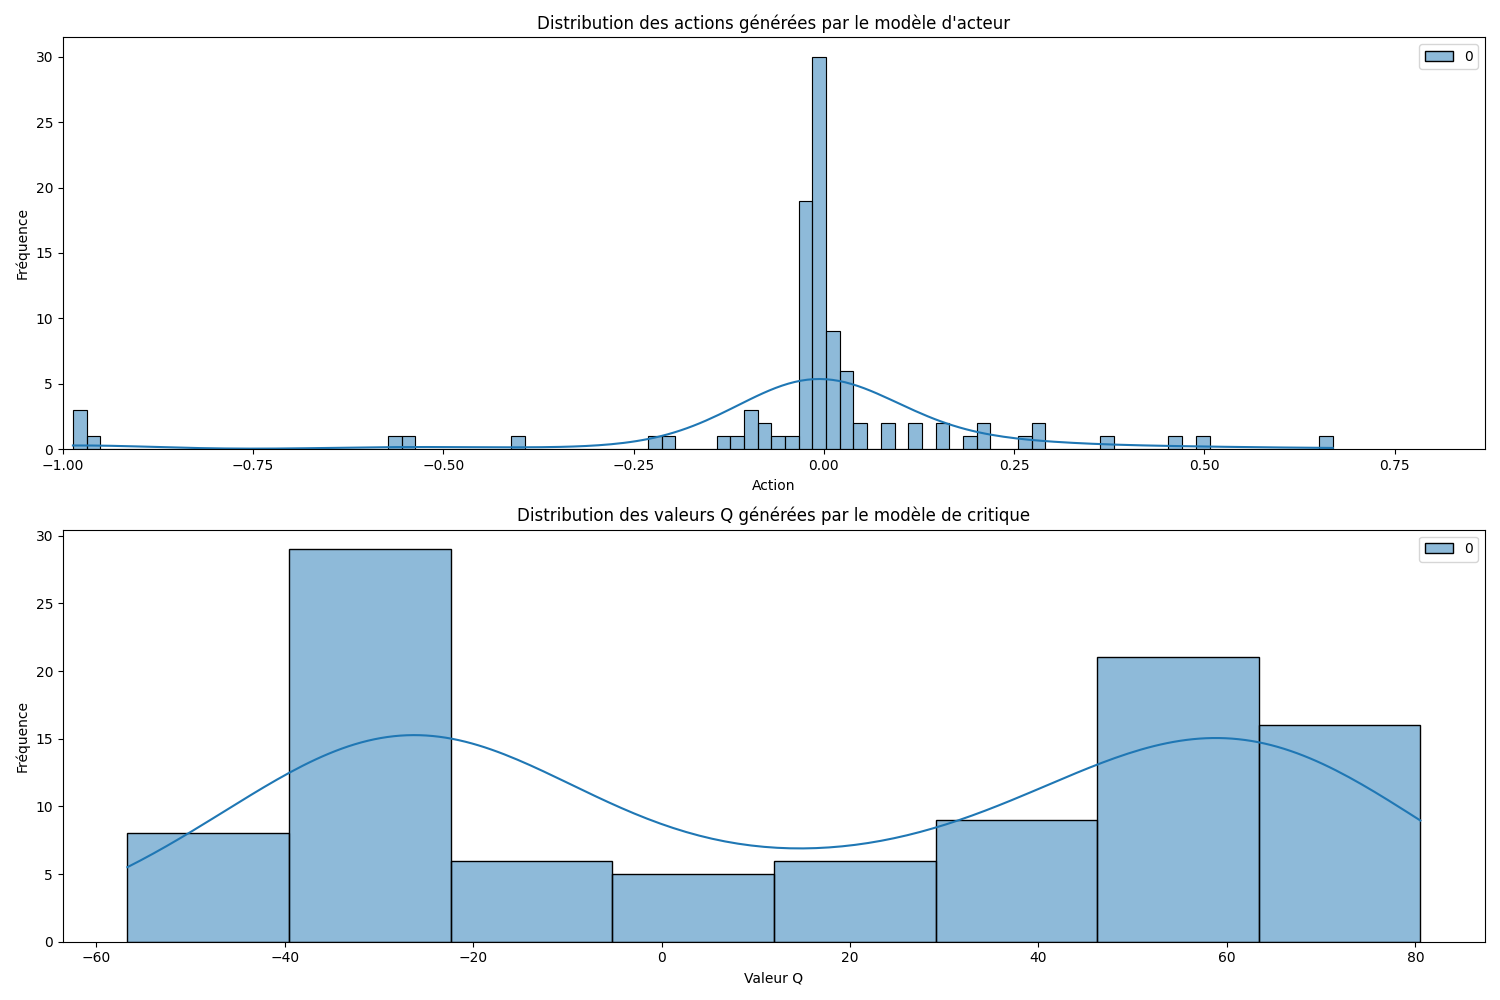 Distribution des actions générées par le modèle d'acteur
0
30
25
20
15
10
5
0
Fréquence
−1.00 −0.75 −0.50 −0.25 0.00 0.25 0.50 0.75
Action
Distribution des valeurs Q générées par le modèle de critique
0
30
25
20
15
10
5
0
Fréquence
−60 −40 −20 0 20 40 60 80
Valeur Q